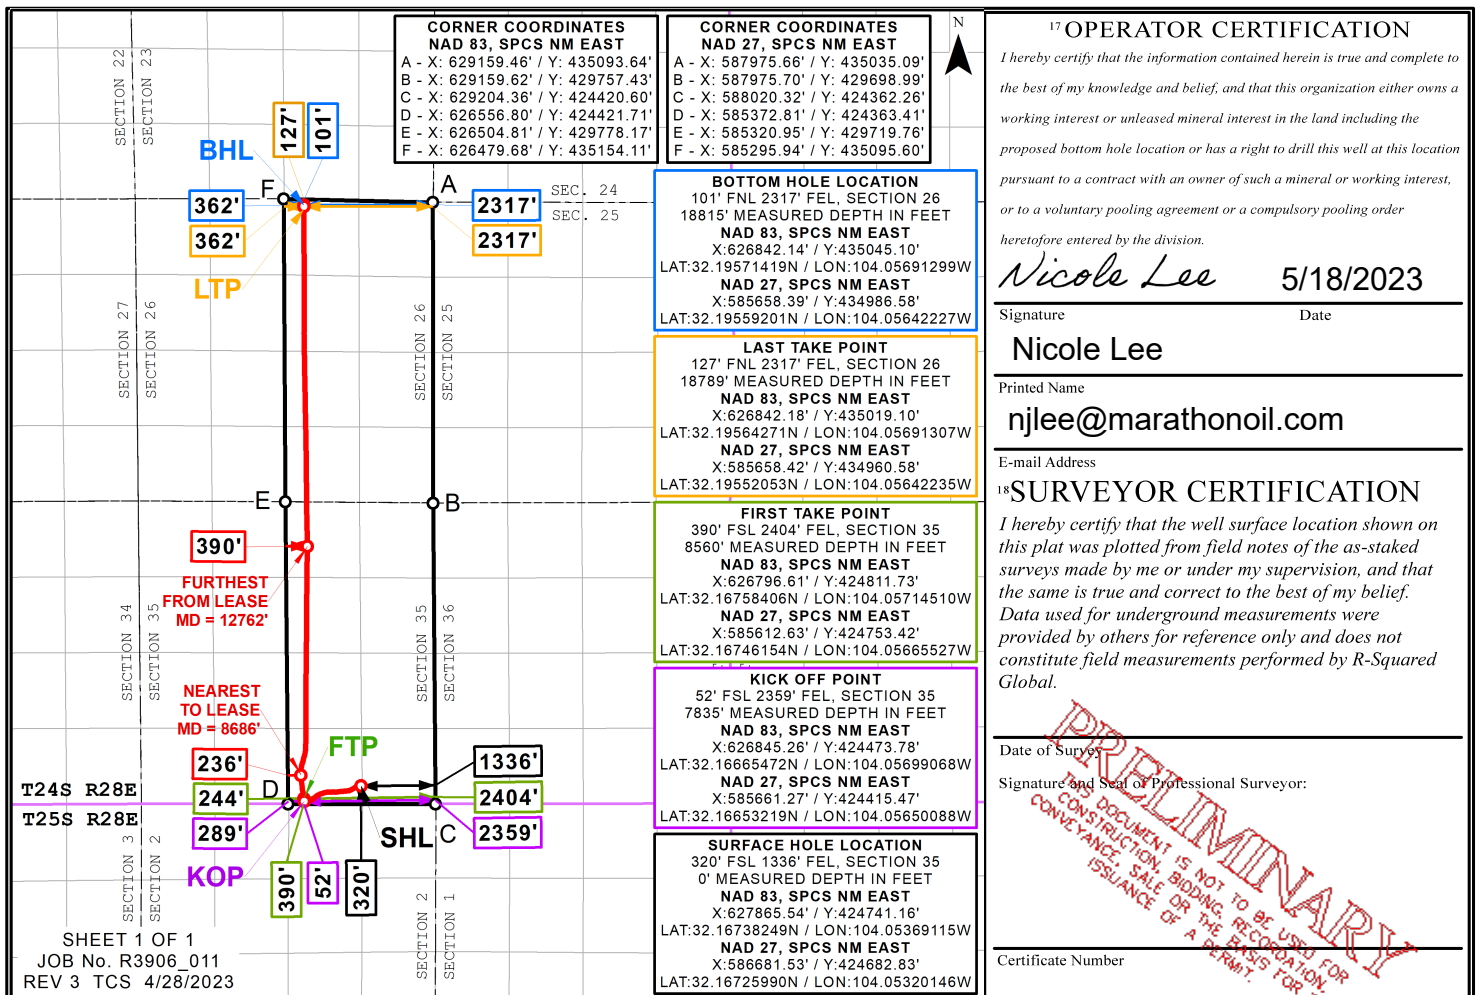 CORNER COORDINATES
NAD 83, SPCS NM EAST
A - X: 629159.46' / Y: 435093.64'
B - X: 629159.62' / Y: 429757.43'
C - X: 629204.36' / Y: 424420.60'
D - X: 626556.80' / Y: 424421.71'
E - X: 626504.81' / Y: 429778.17'
F - X: 626479.68' / Y: 435154.11'
CORNER COORDINATES
NAD 27, SPCS NM EAST
A - X: 587975.66' / Y: 435035.09'
B - X: 587975.70' / Y: 429698.99'
C - X: 588020.32' / Y: 424362.26'
D - X: 585372.81' / Y: 424363.41'
E - X: 585320.95' / Y: 429719.76'
F - X: 585295.94' / Y: 435095.60'
N
SECTION 22
SECTION 23
127'
101'
BHL
F
A
362'
2317'
SEC. 24
SEC. 25
362'
2317'
LTP
SECTION 27
SECTION 26
SECTION 26
SECTION 25
E
B
390'
FURTHEST
FROM LEASE
MD = 12762'
SECTION 34
SECTION 35
SECTION 35
SECTION 36
NEAREST
TO LEASE
MD = 8686'
FTP
236'
1336'
T24S R28E
244'
D
2404'
T25S R28E
289'
SHL
C
2359'
KOP
390'
52'
320'
SECTION 3
SECTION 2
SECTION 2
SECTION 1
SHEET 1 OF 1
JOB No. R3906_011
REV 3 TCS 4/28/2023
BOTTOM HOLE LOCATION
101' FNL 2317' FEL, SECTION 26
18815' MEASURED DEPTH IN FEET
NAD 83, SPCS NM EAST
X:626842.14' / Y:435045.10'
LAT:32.19571419N / LON:104.05691299W
NAD 27, SPCS NM EAST
X:585658.39' / Y:434986.58'
LAT:32.19559201N / LON:104.05642227W
LAST TAKE POINT
127' FNL 2317' FEL, SECTION 26
18789' MEASURED DEPTH IN FEET
NAD 83, SPCS NM EAST
X:626842.18' / Y:435019.10'
LAT:32.19564271N / LON:104.05691307W
NAD 27, SPCS NM EAST
X:585658.42' / Y:434960.58'
LAT:32.19552053N / LON:104.05642235W
FIRST TAKE POINT
390' FSL 2404' FEL, SECTION 35
8560' MEASURED DEPTH IN FEET
NAD 83, SPCS NM EAST
X:626796.61' / Y:424811.73'
LAT:32.16758406N / LON:104.05714510W
NAD 27, SPCS NM EAST
X:585612.63' / Y:424753.42'
LAT:32.16746154N / LON:104.05665527W
KICK OFF POINT
52' FSL 2359' FEL, SECTION 35
7835' MEASURED DEPTH IN FEET
NAD 83, SPCS NM EAST
X:626845.26' / Y:424473.78'
LAT:32.16665472N / LON:104.05699068W
NAD 27, SPCS NM EAST
X:585661.27' / Y:424415.47'
LAT:32.16653219N / LON:104.05650088W
SURFACE HOLE LOCATION
320' FSL 1336' FEL, SECTION 35
0' MEASURED DEPTH IN FEET
NAD 83, SPCS NM EAST
X:627865.54' / Y:424741.16'
LAT:32.16738249N / LON:104.05369115W
NAD 27, SPCS NM EAST
X:586681.53' / Y:424682.83'
LAT:32.16725990N / LON:104.05320146W
17 OPERATOR CERTIFICATION
I hereby certify that the information contained herein is true and complete to
the best of my knowledge and belief, and that this organization either owns a
working interest or unleased mineral interest in the land including the
proposed bottom hole location or has a right to drill this well at this location
pursuant to a contract with an owner of such a mineral or working interest,
or to a voluntary pooling agreement or a compulsory pooling order
heretofore entered by the division.
Nicole Lee 5/18/2023
Signature Date
Nicole Lee
Printed Name
njlee@marathonoil.com
E-mail Address
18 SURVEYOR CERTIFICATION
I hereby certify that the well surface location shown on
this plat was plotted from field notes of the as-staked
surveys made by me or under my supervision, and that
the same is true and correct to the best of my belief.
Data used for underground measurements were
provided by others for reference only and does not
constitute field measurements performed by R-Squared
Global.
Date of Survey
Signature and Seal of Professional Surveyor:
PRELIMINARY
THIS DOCUMENT IS NOT TO BE USED FOR
CONSTRUCTION, BIDDING, RECORDATION,
CONVEYANCE, SALE OR THE BASIS FOR
ISSUANCE OF A PERMIT.
Certificate Number